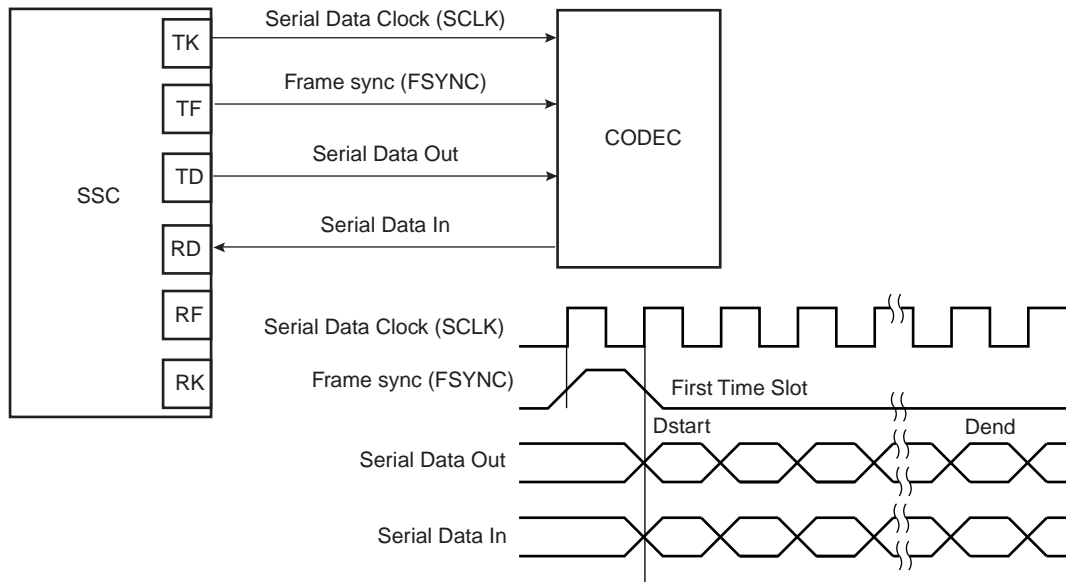 SSC
TK
TF
TD
RD
RF
RK
Serial Data Clock (SCLK)
Frame sync (FSYNC)
Serial Data Out
Serial Data In
CODEC
Serial Data Clock (SCLK)
Frame sync (FSYNC)
First Time Slot
Dstart
Dend
Serial Data Out
Serial Data In